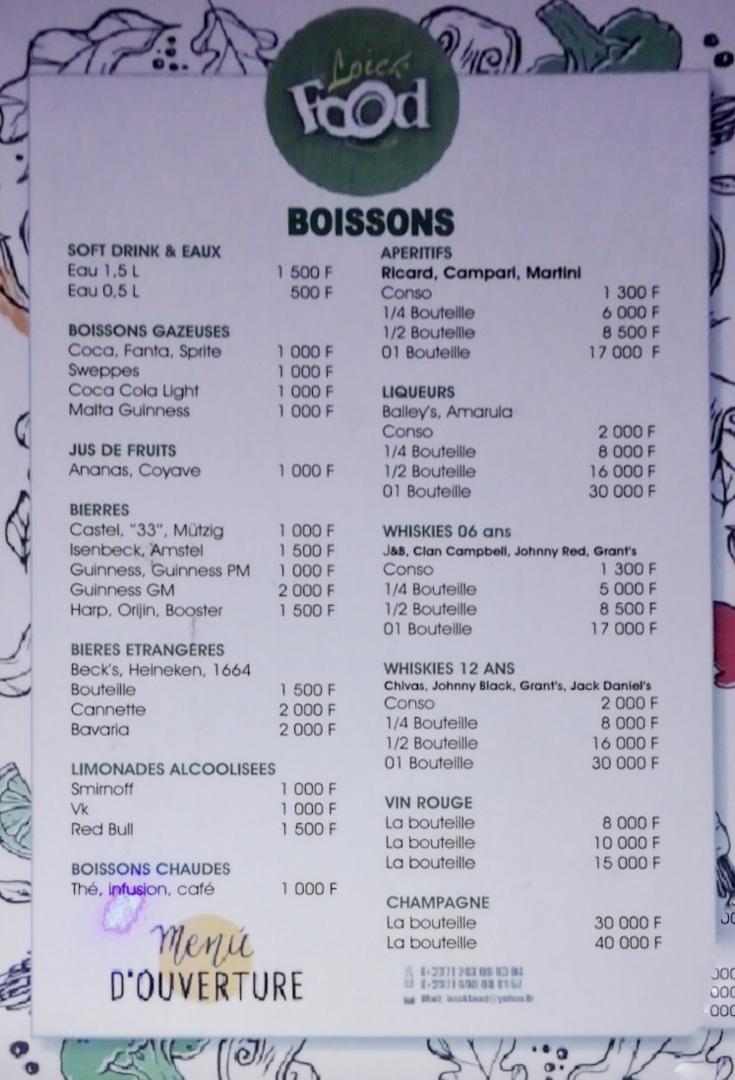 Loick
Food
BOISSONS
SOFT DRINK & EAUX
Eau 1,5 L 1 500 F
Eau 0,5 L 500 F
BOISSONS GAZEUSES
Coca, Fanta, Sprite 1 000 F
Sweppes 1 000 F
Coca Cola Light 1 000 F
Malta Guinness 1 000 F
JUS DE FRUITS
Ananas, Coyave 1 000 F
BIERRES
Castel, "33", Mützig 1 000 F
Isenbeck, Amstel 1 500 F
Guinness, Guinness PM 1 000 F
Guinness GM 2 000 F
Harp, Orijin, Booster 1 500 F
BIERES ETRANGÈRES
Beck's, Heineken, 1664
Bouteille 1 500 F
Cannette 2 000 F
Bavaria 2 000 F
LIMONADES ALCOOLISEES
Smirnoff 1 000 F
Vk 1 000 F
Red Bull 1 500 F
BOISSONS CHAUDES
Thé, infusion, café 1 000 F
Menu
D'OUVERTURE
APERITIFS
Ricard, Campari, Martini
Conso 1 300 F
1/4 Bouteille 6 000 F
1/2 Bouteille 8 500 F
01 Bouteille 17 000 F
LIQUEURS
Bailey's, Amarula
Conso 2 000 F
1/4 Bouteille 8 000 F
1/2 Bouteille 16 000 F
01 Bouteille 30 000 F
WHISKIES 06 ans
J&B, Clan Campbell, Johnny Red, Grant's
Conso 1 300 F
1/4 Bouteille 5 000 F
1/2 Bouteille 8 500 F
01 Bouteille 17 000 F
WHISKIES 12 ANS
Chivas, Johnny Black, Grant's, Jack Daniel's
Conso 2 000 F
1/4 Bouteille 8 000 F
1/2 Bouteille 16 000 F
01 Bouteille 30 000 F
VIN ROUGE
La bouteille 8 000 F
La bouteille 10 000 F
La bouteille 15 000 F
CHAMPAGNE
La bouteille 30 000 F
La bouteille 40 000 F